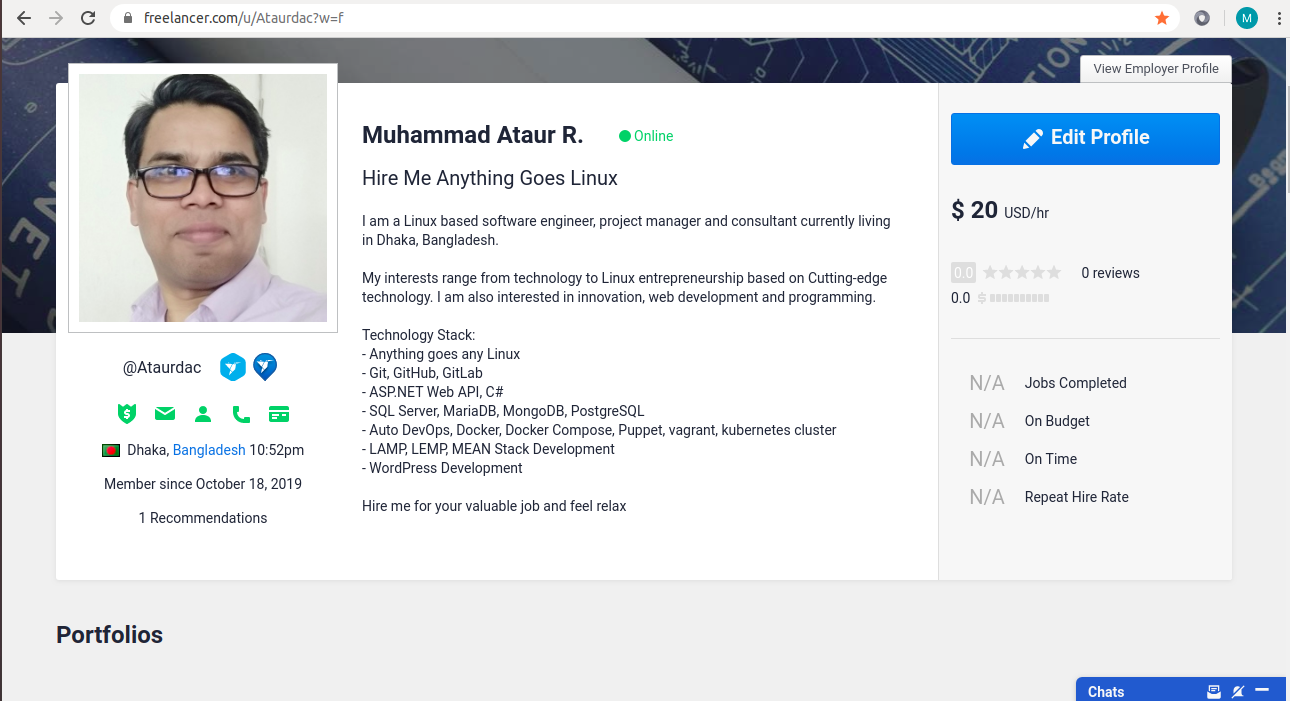 freelancer.com/u/Ataurdac?w=f
M
View Employer Profile
Muhammad Ataur R.
Online
Hire Me Anything Goes Linux
I am a Linux based software engineer, project manager and consultant currently living
in Dhaka, Bangladesh.
My interests range from technology to Linux entrepreneurship based on Cutting-edge
technology. I am also interested in innovation, web development and programming.
Technology Stack:
- Anything goes any Linux
- Git, GitHub, GitLab
- ASP.NET Web API, C#
- SQL Server, MariaDB, MongoDB, PostgreSQL
- Auto DevOps, Docker, Docker Compose, Puppet, vagrant, kubernetes cluster
- LAMP, LEMP, MEAN Stack Development
- WordPress Development
Hire me for your valuable job and feel relax
@Ataurdac
Dhaka, Bangladesh 10:52pm
Member since October 18, 2019
1 Recommendations
Edit Profile
$ 20 USD/hr
0.0 0 reviews
0.0 $
N/A Jobs Completed
N/A On Budget
N/A On Time
N/A Repeat Hire Rate
Portfolios
Chats